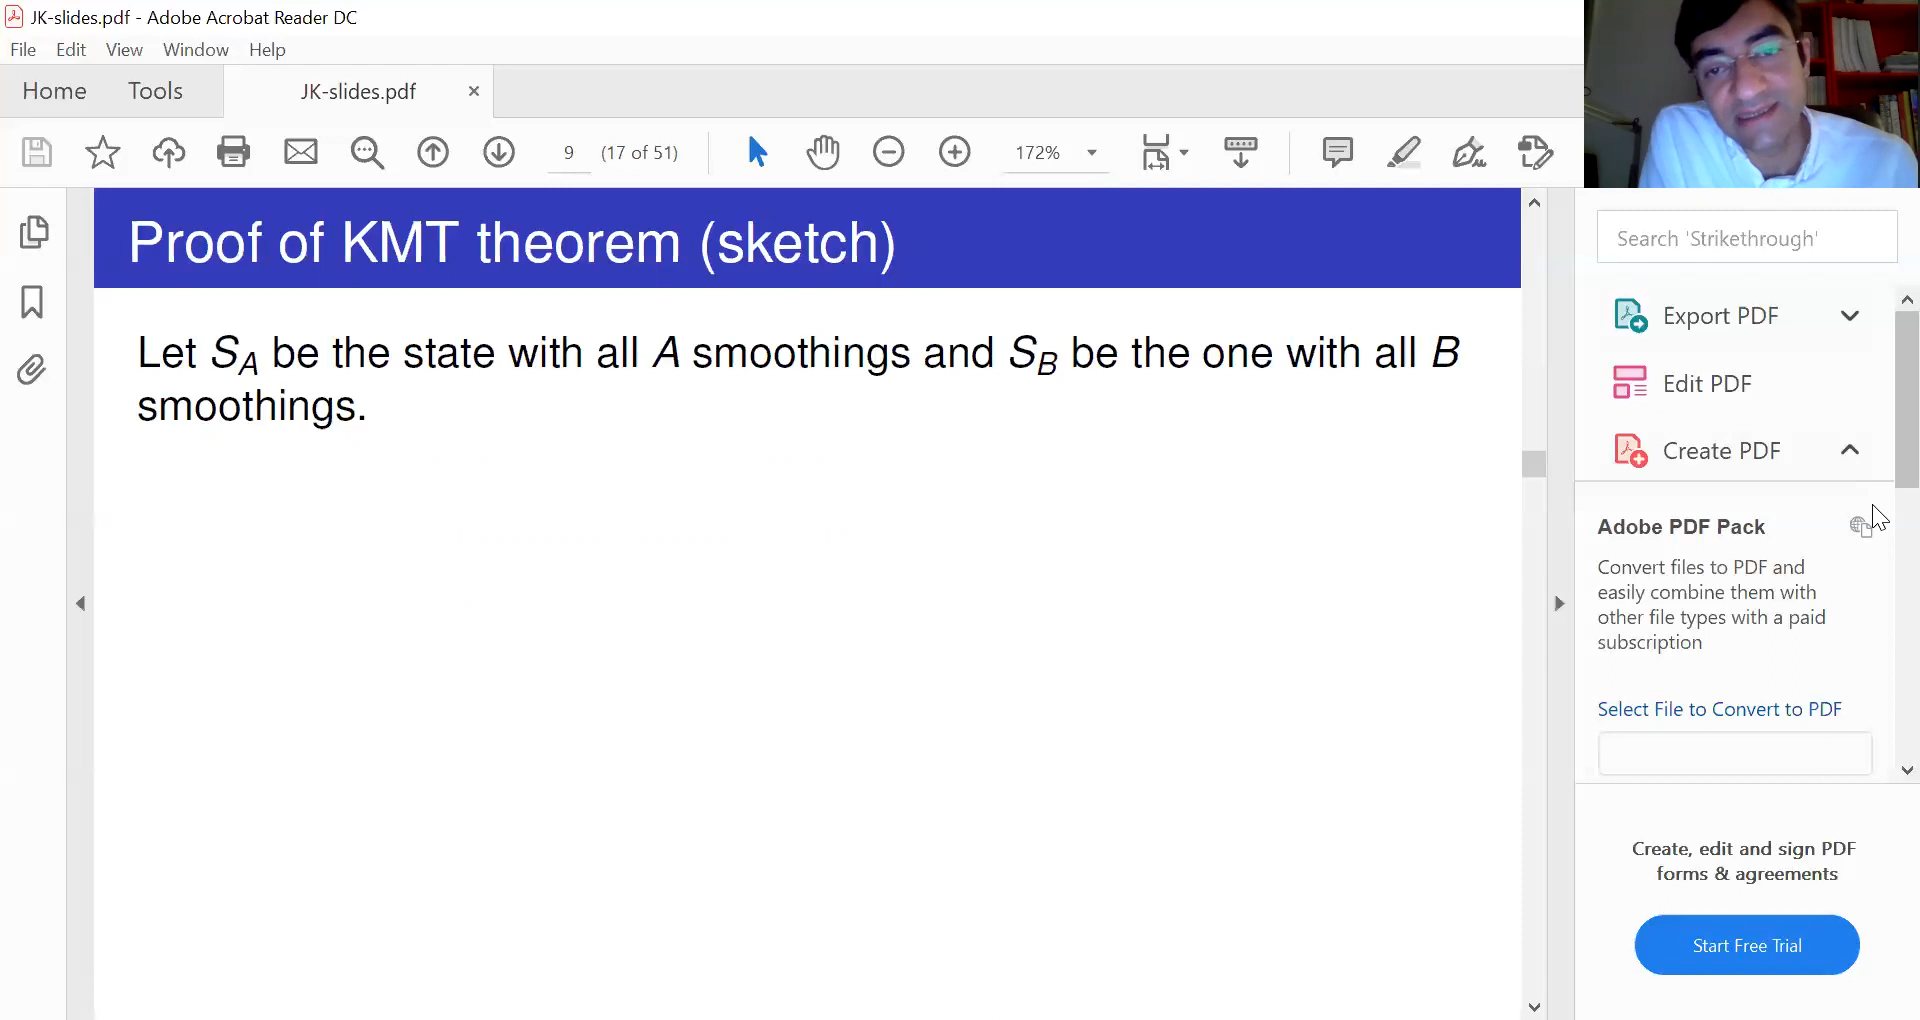 JK-slides.pdf - Adobe Acrobat Reader DC
File Edit View Window Help
Home Tools JK-slides.pdf ×
9 (17 of 51) 172%
Proof of KMT theorem (sketch)
Let S_A be the state with all A smoothings and S_B be the one with all B
smoothings.
Search 'Strikethrough'
Export PDF
Edit PDF
Create PDF
Adobe PDF Pack
Convert files to PDF and
easily combine them with
other file types with a paid
subscription
Select File to Convert to PDF
Create, edit and sign PDF
forms & agreements
Start Free Trial